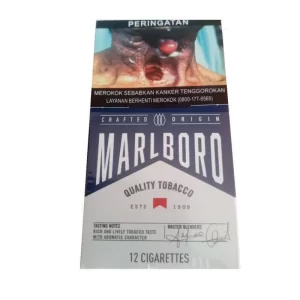 PERINGATAN
MEROKOK SEBABKAN KANKER TENGGOROKAN
LAYANAN BERHENTI MEROKOK (0800-177-6565)
CRAFTED ORIGIN
MARLBORO
QUALITY TOBACCO
ESTD 1908
TASTING NOTES
RICH AND LIVELY TOBACCO TASTE
WITH AROMATIC CHARACTER
MASTER BLENDERS
12 CIGARETTES